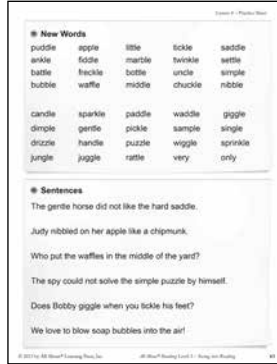 New Words
puddle apple little tickle saddle
ankle fiddle marble twinkle settle
battle freckle bottle uncle simple
bubble waffle middle chuckle nibble
candle sparkle paddle waddle giggle
dimple gentle pickle sample single
drizzle handle puzzle wiggle sprinkle
jungle juggle rattle very only
Sentences
The gentle horse did not like the hard saddle.
Judy nibbled on her apple like a chipmunk.
Who put the waffles in the middle of the yard?
The spy could not solve the simple puzzle by himself.
Does Bobby giggle when you tickle his feet?
We love to blow soap bubbles into the air!